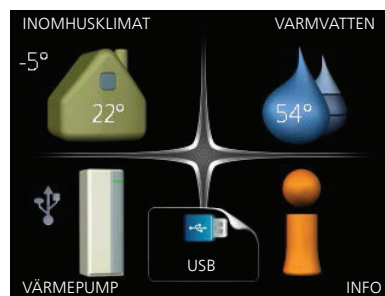 INOMHUSKLIMAT
VARMVATTEN
-5°
22°
54°
USB
VÄRMEPUMP
INFO